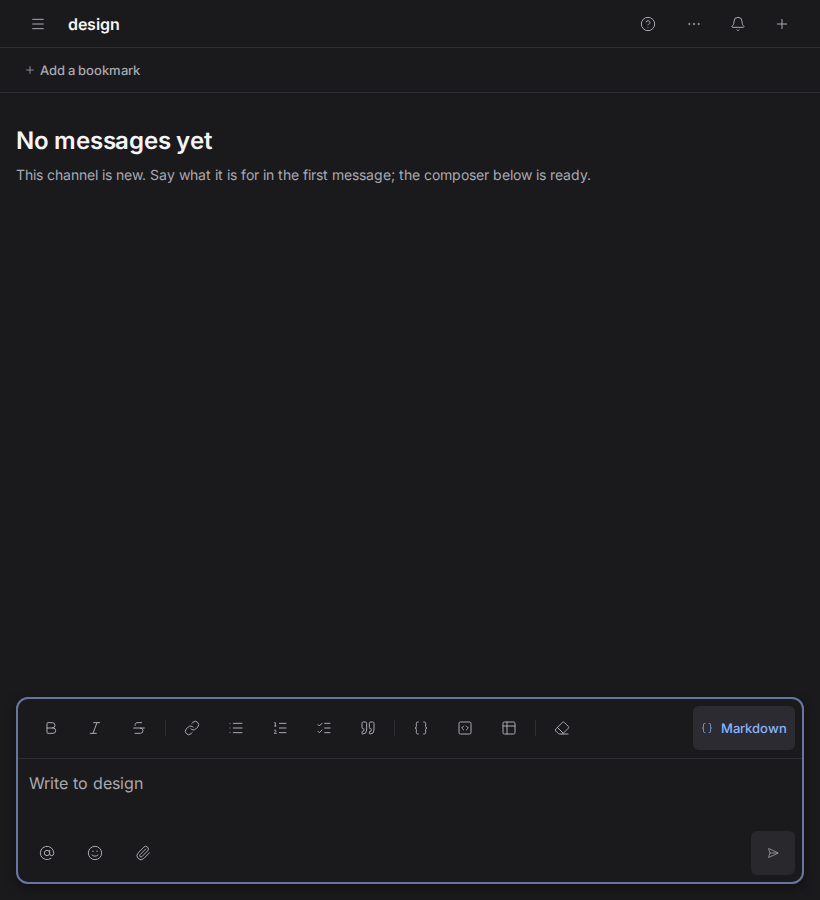 design
Add a bookmark
No messages yet
This channel is new. Say what it is for in the first message; the composer below is ready.
Markdown
Write to design